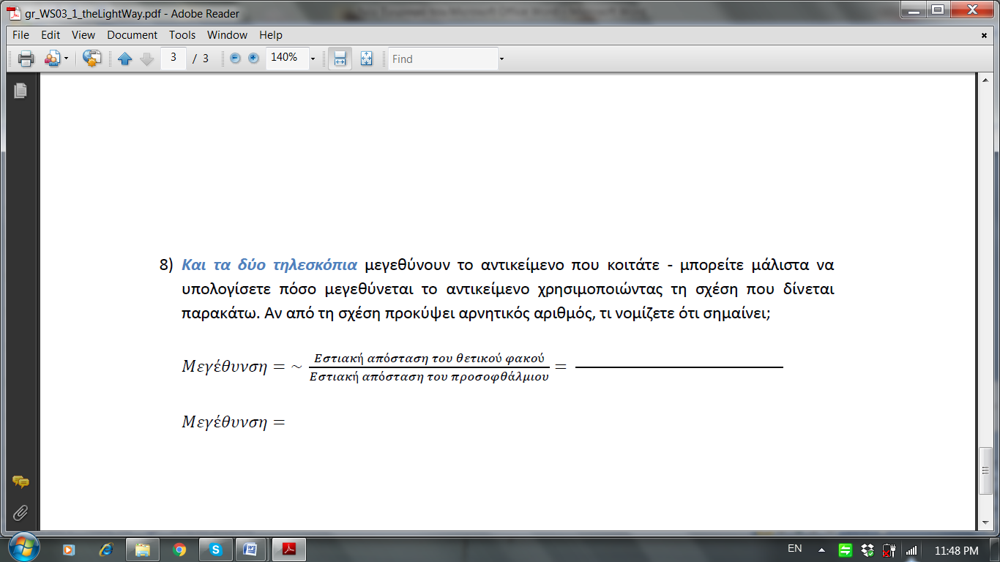 gr_WS03_1_theLightWay.pdf - Adobe Reader
File Edit View Document Tools Window Help
3 / 3 140% Find
8) Και τα δύο τηλεσκόπια μεγεθύνουν το αντικείμενο που κοιτάτε - μπορείτε μάλιστα να
υπολογίσετε πόσο μεγεθύνεται το αντικείμενο χρησιμοποιώντας τη σχέση που δίνεται
παρακάτω. Αν από τη σχέση προκύψει αρνητικός αριθμός, τι νομίζετε ότι σημαίνει;
Μεγέθυνση = ~ Εστιακή απόσταση του θετικού φακού / Εστιακή απόσταση του προσοφθάλμιου =
Μεγέθυνση =
EN 11:48 PM